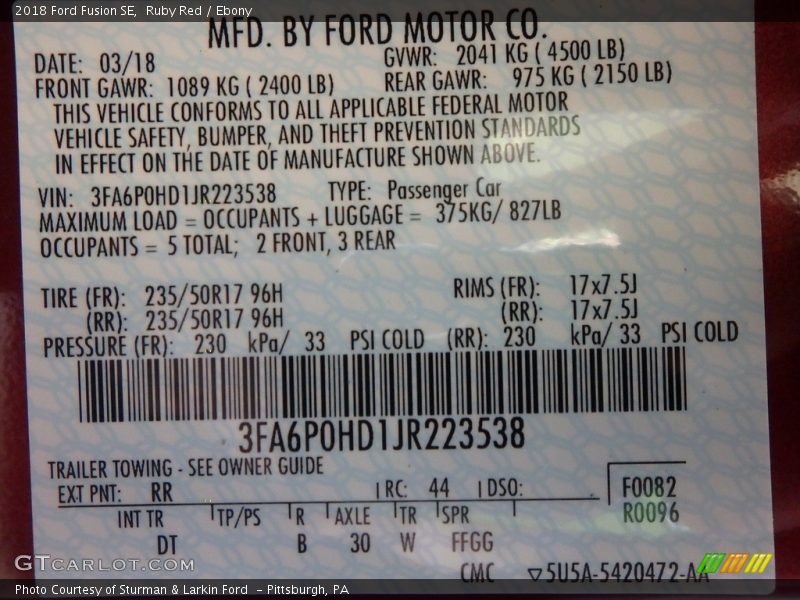 2018 Ford Fusion SE, Ruby Red / Ebony
MFD. BY FORD MOTOR CO.
DATE: 03/18 GVWR: 2041 KG ( 4500 LB)
FRONT GAWR: 1089 KG ( 2400 LB) REAR GAWR: 975 KG ( 2150 LB)
THIS VEHICLE CONFORMS TO ALL APPLICABLE FEDERAL MOTOR
VEHICLE SAFETY, BUMPER, AND THEFT PREVENTION STANDARDS
IN EFFECT ON THE DATE OF MANUFACTURE SHOWN ABOVE.
VIN: 3FA6P0HD1JR223538 TYPE: Passenger Car
MAXIMUM LOAD = OCCUPANTS + LUGGAGE = 375KG/ 827LB
OCCUPANTS = 5 TOTAL; 2 FRONT, 3 REAR
TIRE (FR): 235/50R17 96H RIMS (FR): 17x7.5J
(RR): 235/50R17 96H (RR): 17x7.5J
PRESSURE (FR): 230 kPa/ 33 PSI COLD (RR): 230 kPa/ 33 PSI COLD
3FA6P0HD1JR223538
TRAILER TOWING - SEE OWNER GUIDE
EXT PNT: RR RC: 44 DSO: F0082
INT TR TP/PS R AXLE TR SPR R0096
DT B 30 W FFGG
CMC ▽5U5A-5420472-AA
GTCARLOT.COM
Photo Courtesy of Sturman & Larkin Ford - Pittsburgh, PA